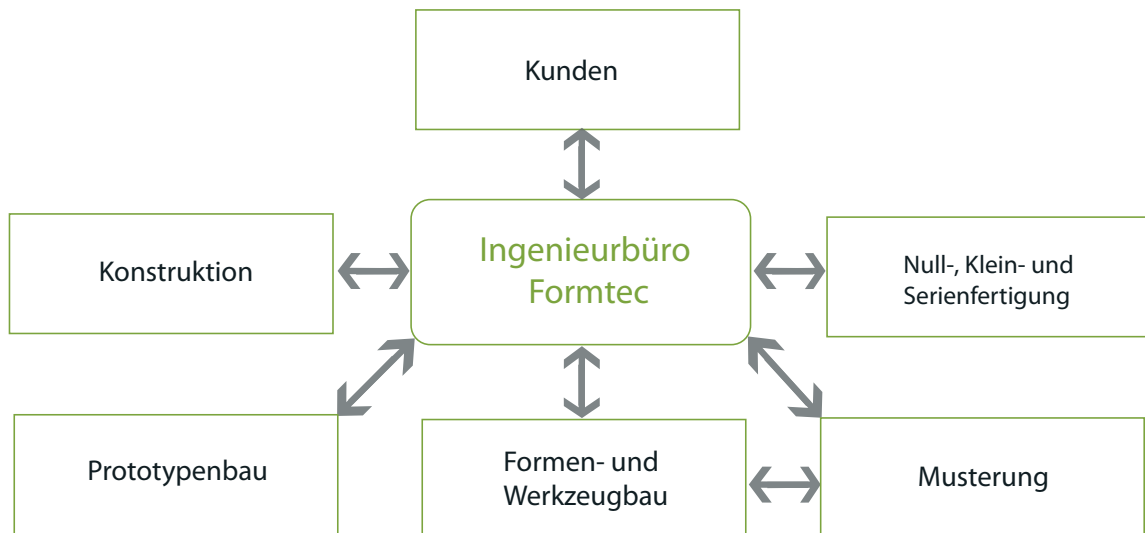 Kunden
Konstruktion
Ingenieurbüro
Formtec
Null-, Klein- und
Serienfertigung
Prototypenbau
Formen- und
Werkzeugbau
Musterung